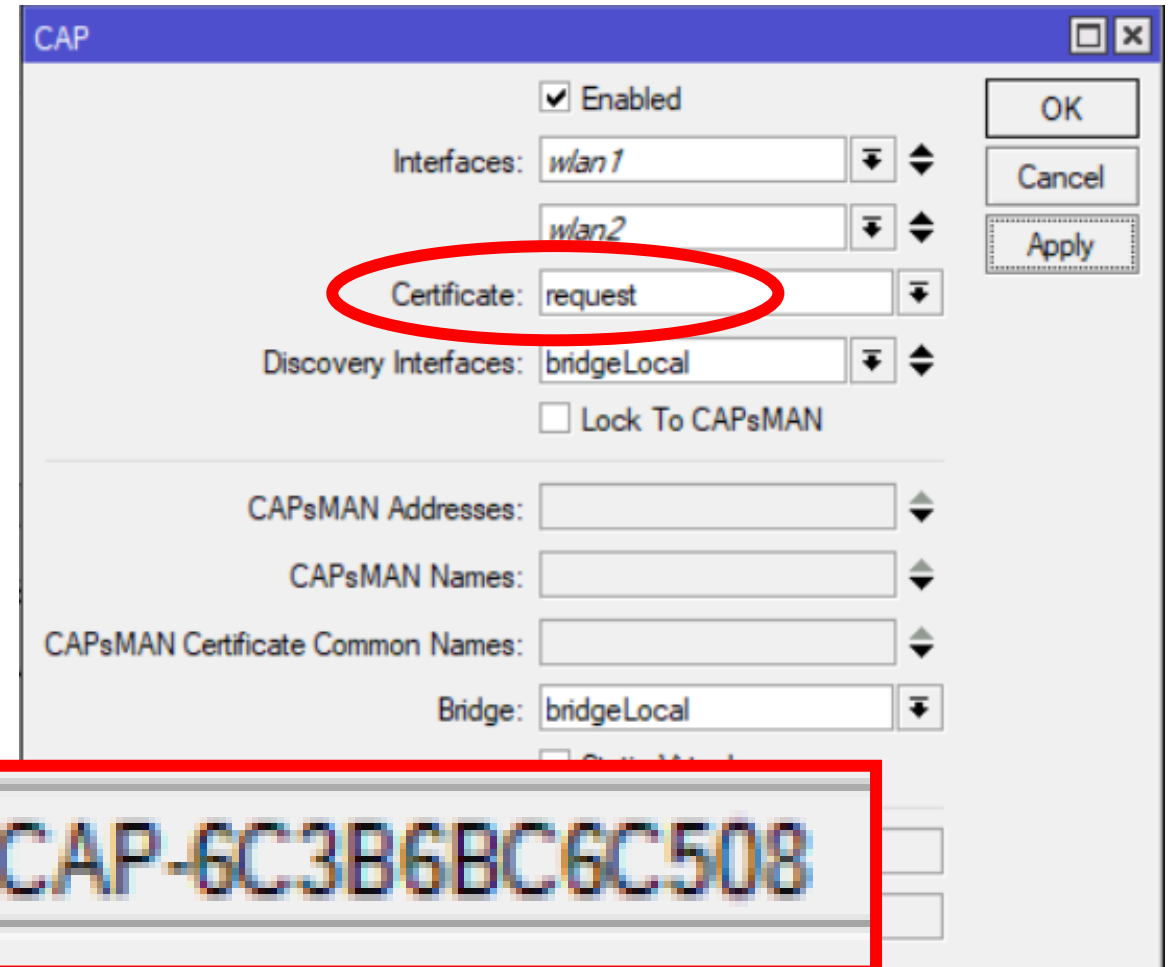 CAP
Enabled
OK
Interfaces: wlan1
Cancel
wlan2
Apply
Certificate: request
Discovery Interfaces: bridgeLocal
Lock To CAPsMAN
CAPsMAN Addresses:
CAPsMAN Names:
CAPsMAN Certificate Common Names:
Bridge: bridgeLocal
CAP-6C3B6BC6C508